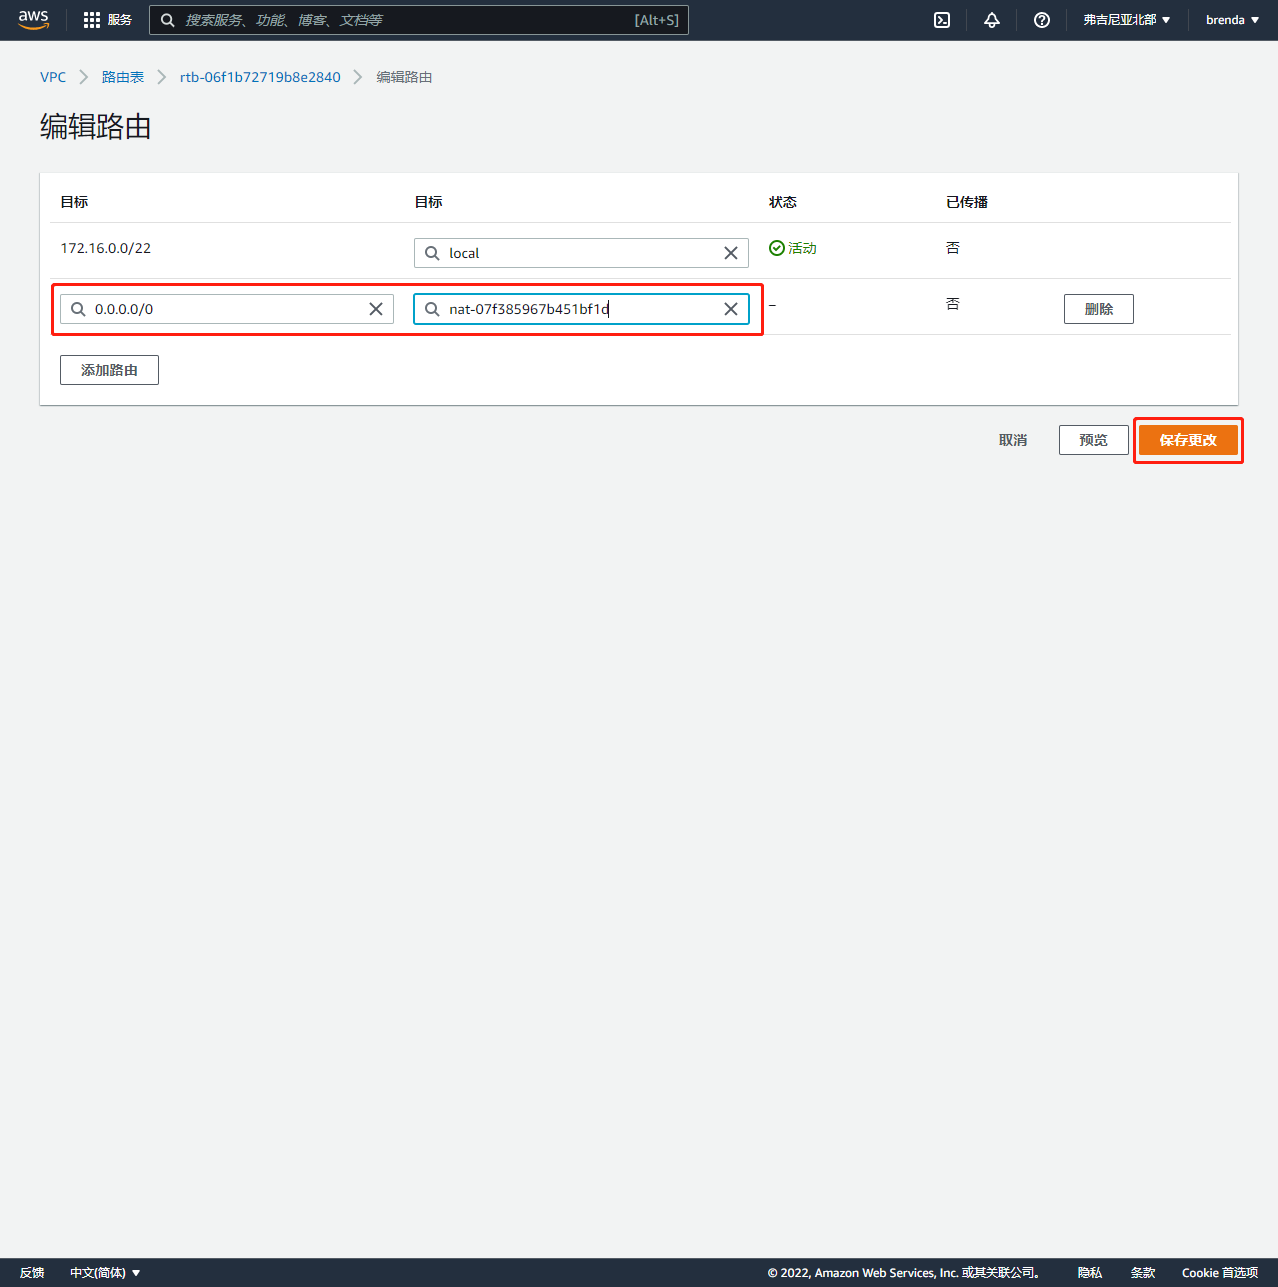 aws 服务 搜索服务、功能、博客、文档等 [Alt+S] 弗吉尼亚北部 brenda
VPC 路由表 rtb-06f1b72719b8e2840 编辑路由
编辑路由
目标 目标 状态 已传播
172.16.0.0/22 local 活动 否
0.0.0.0/0 nat-07f385967b451bf1d – 否 删除
添加路由
取消 预览 保存更改
反馈 中文(简体) © 2022, Amazon Web Services, Inc. 或其关联公司。 隐私 条款 Cookie 首选项